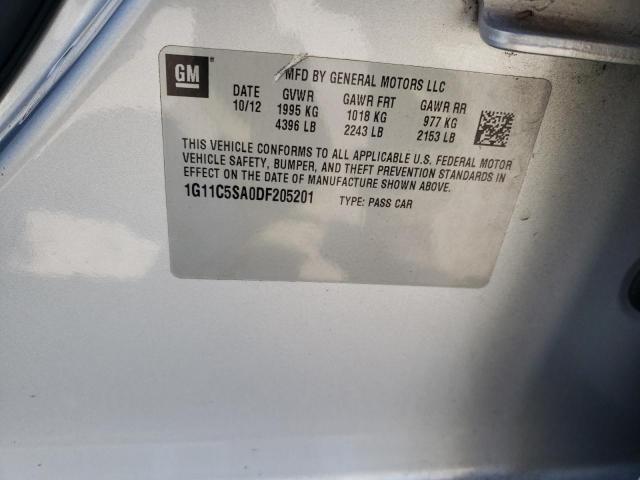 GM MFD BY GENERAL MOTORS LLC
DATE GVWR GAWR FRT GAWR RR
10/12 1995 KG 1018 KG 977 KG
4396 LB 2243 LB 2153 LB
THIS VEHICLE CONFORMS TO ALL APPLICABLE U.S. FEDERAL MOTOR
VEHICLE SAFETY, BUMPER, AND THEFT PREVENTION STANDARDS IN
EFFECT ON THE DATE OF MANUFACTURE SHOWN ABOVE.
1G11C5SA0DF205201 TYPE: PASS CAR